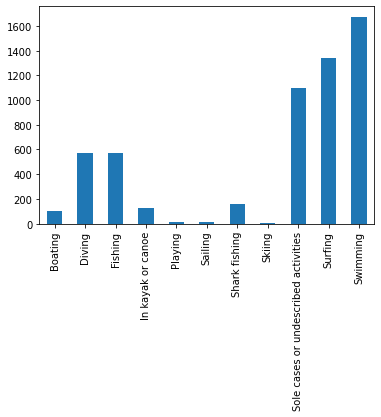 1600
1400
1200
1000
800
600
400
200
0
Boating
Diving
Fishing
In kayak or canoe
Playing
Sailing
Shark fishing
Skiing
Sole cases or undescribed activities
Surfing
Swimming